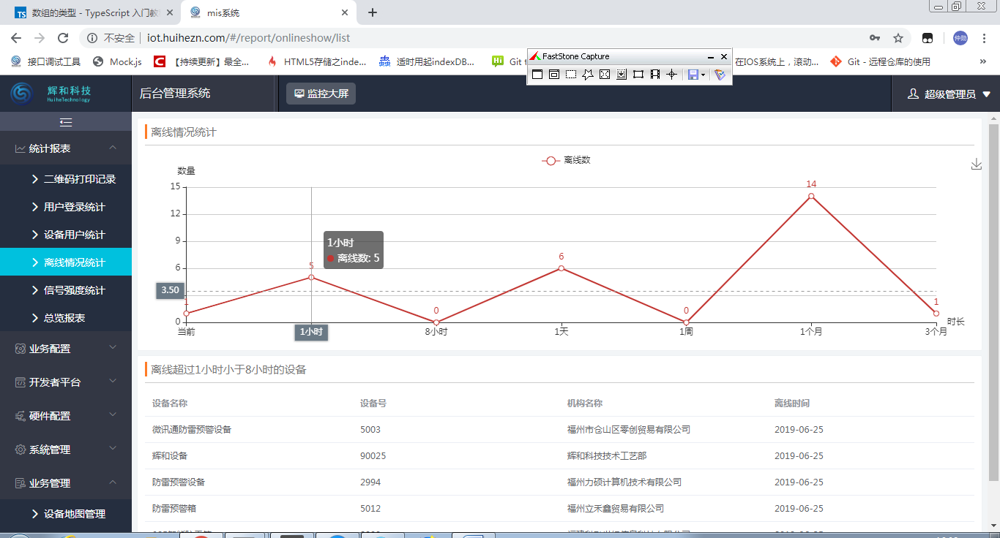 数组的类型 - TypeScript 入门教
mis系统
不安全
iot.huihezn.com/#/report/onlineshow/list
仲勋
接口调试工具
Mock.js
【持续更新】最全...
HTML5存储之inde...
适时用起indexDB...
Git
在IOS系统上，滚动...
Git - 远程仓库的使用
FastStone Capture
辉和科技
HuiheTechnology
后台管理系统
监控大屏
超级管理员
统计报表
二维码打印记录
用户登录统计
设备用户统计
离线情况统计
信号强度统计
总览报表
业务配置
开发者平台
硬件配置
系统管理
业务管理
设备地图管理
离线情况统计
离线数
数量
15
12
9
6
0
3.50
1
5
0
6
0
14
1
1小时
离线数: 5
当前
1小时
8小时
1天
1周
1个月
3个月
时长
离线超过1小时小于8小时的设备
设备名称 设备号 机构名称 离线时间
微讯通防雷预警设备 5003 福州市仓山区零创贸易有限公司 2019-06-25
辉和设备 90025 辉和科技技术工艺部 2019-06-25
防雷预警设备 2994 福州力硕计算机技术有限公司 2019-06-25
防雷预警箱 5012 福州立禾鑫贸易有限公司 2019-06-25